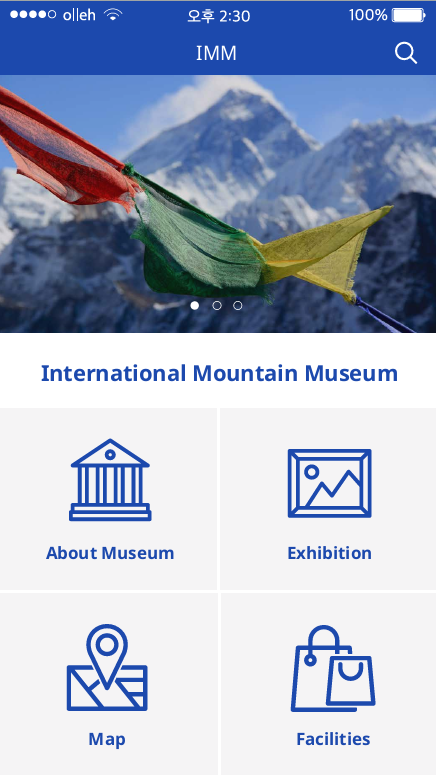 olleh 오후 2:30 100%
IMM
International Mountain Museum
About Museum Exhibition
Map Facilities